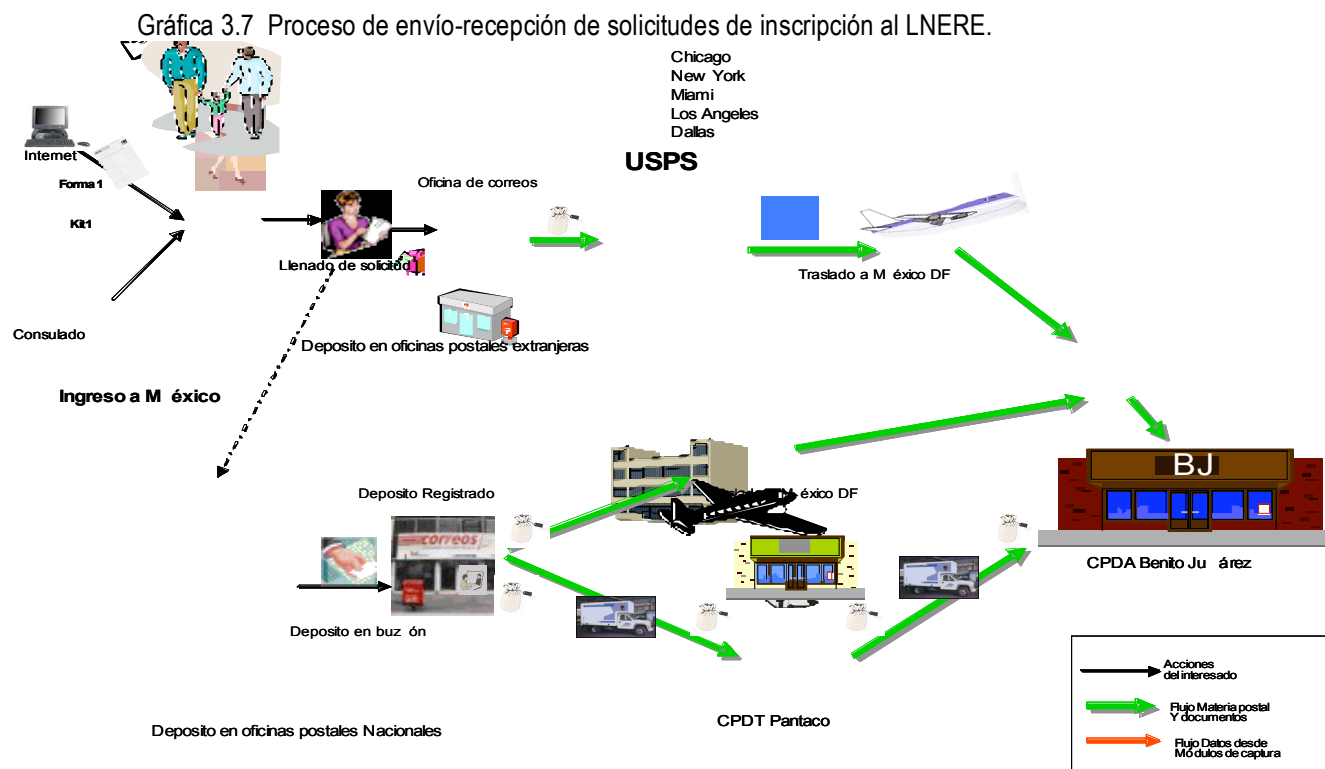 Gráfica 3.7 Proceso de envío-recepción de solicitudes de inscripción al LNERE.
Chicago
New York
Miami
Los Angeles
Dallas
USPS
Internet
Forma 1
Kit1
Consulado
Oficina de correos
Llenado de solicitud
Deposito en oficinas postales extranjeras
Traslado a M éxico DF
Ingreso a M éxico
Deposito Registrado
M éxico DF
correos
Deposito en buz ón
BJ
CPDA Benito Ju árez
CPDT Pantaco
Deposito en oficinas postales Nacionales
Acciones
del interesado
Flujo Materia postal
Y documentos
Flujo Datos desde
Mó dulos de captura